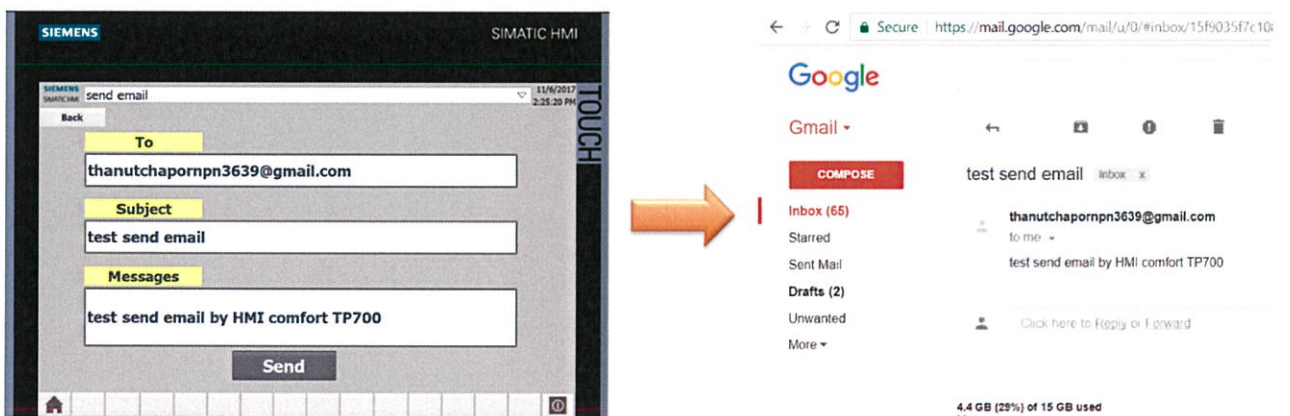 SIEMENS
SIMATIC HMI
SIEMENS
SIMATIC HMI
send email
11/6/2017
2:25:20 PM
TOUCH
Back
To
thanutchapornpn3639@gmail.com
Subject
test send email
Messages
test send email by HMI comfort TP700
Send
Secure https://mail.google.com/mail/u/0/#inbox/15f9035f7c10
Google
Gmail
COMPOSE
Inbox (65)
Starred
Sent Mail
Drafts (2)
Unwanted
More
test send email Inbox x
thanutchapornpn3639@gmail.com
to me
test send email by HMI comfort TP700
Click here to Reply or Forward
4.4 GB (29%) of 15 GB used